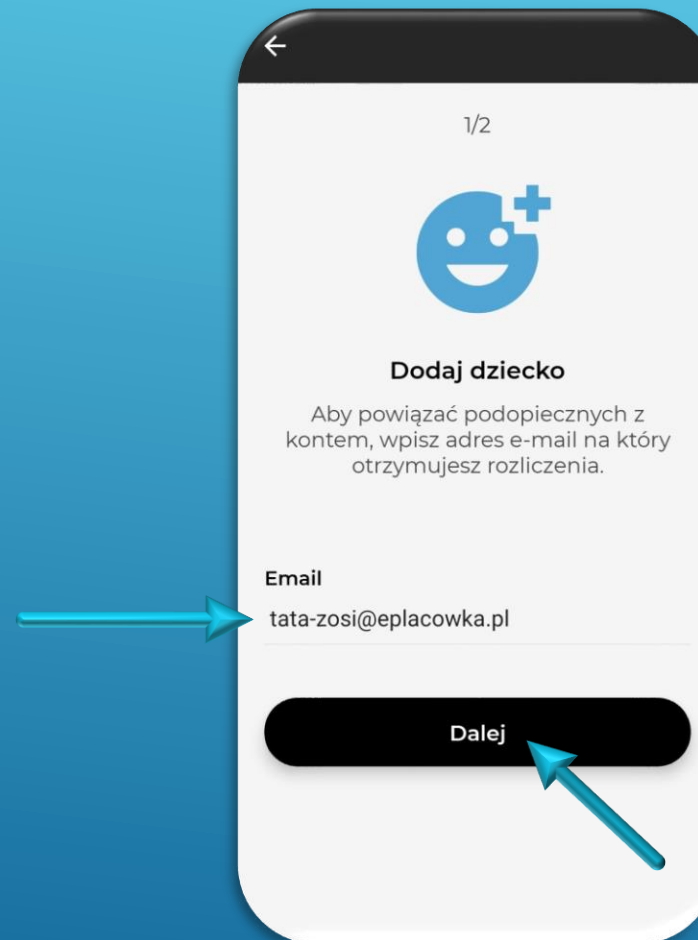 1/2
Dodaj dziecko
Aby powiązać podopiecznych z
kontem, wpisz adres e-mail na który
otrzymujesz rozliczenia.
Email
tata-zosi@eplacowka.pl
Dalej